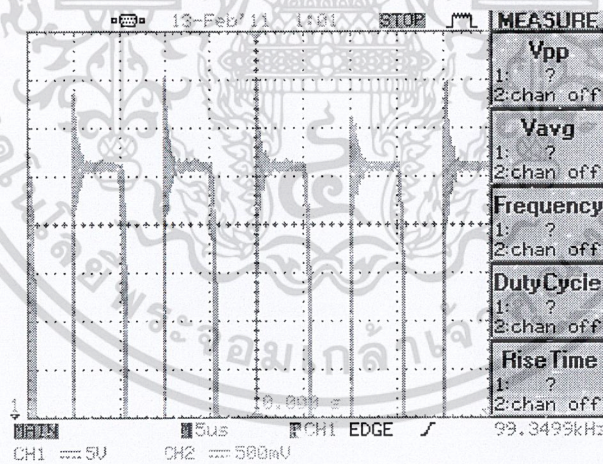 13-Feb'11 1:01 STOP MEASURE
Vpp
1: ?
2:chan off
Vavg
1: ?
2:chan off
Frequency
1: ?
2:chan off
DutyCycle
1: ?
2:chan off
RiseTime
1: ?
2:chan off
1
0.000 s
MAIN 5us CH1 EDGE 99.3499kHz
CH1 5V CH2 500mV